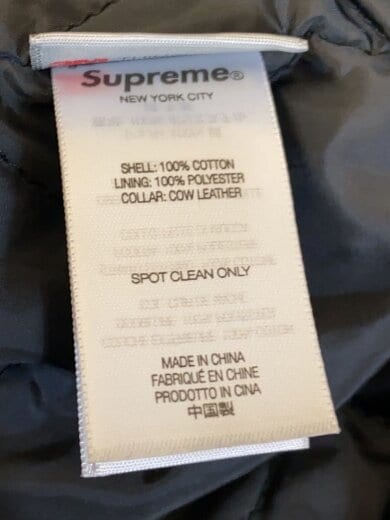 Supreme®
NEW YORK CITY
SHELL: 100% COTTON
LINING: 100% POLYESTER
COLLAR: COW LEATHER
SPOT CLEAN ONLY
MADE IN CHINA
FABRIQUÉ EN CHINE
PRODOTTO IN CINA
中国製